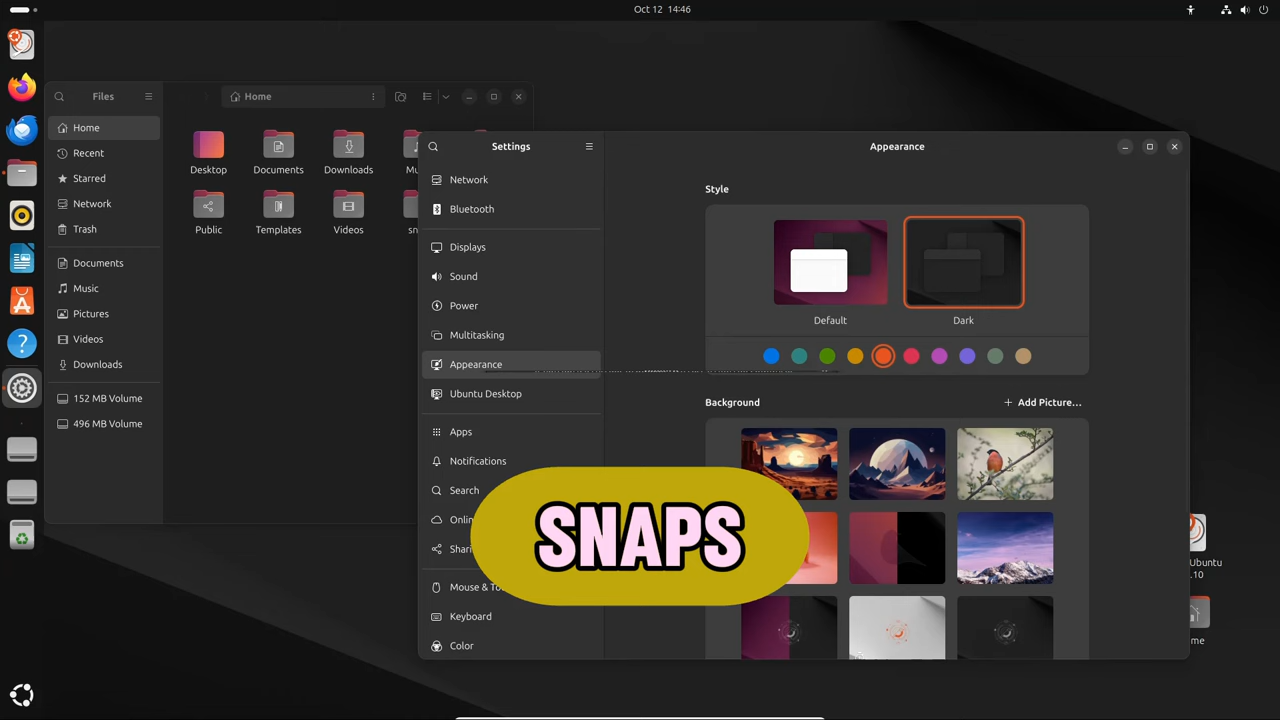 Oct 12 14:46
Files
Home
Home
Recent
Starred
Network
Trash
Documents
Music
Pictures
Videos
Downloads
152 MB Volume
496 MB Volume
Desktop
Documents
Downloads
Public
Templates
Videos
Settings
Network
Bluetooth
Displays
Sound
Power
Multitasking
Appearance
Ubuntu Desktop
Apps
Notifications
Search
Keyboard
Color
Appearance
Style
Default
Dark
Background
Add Picture...
SNAPS
Ubuntu
.10